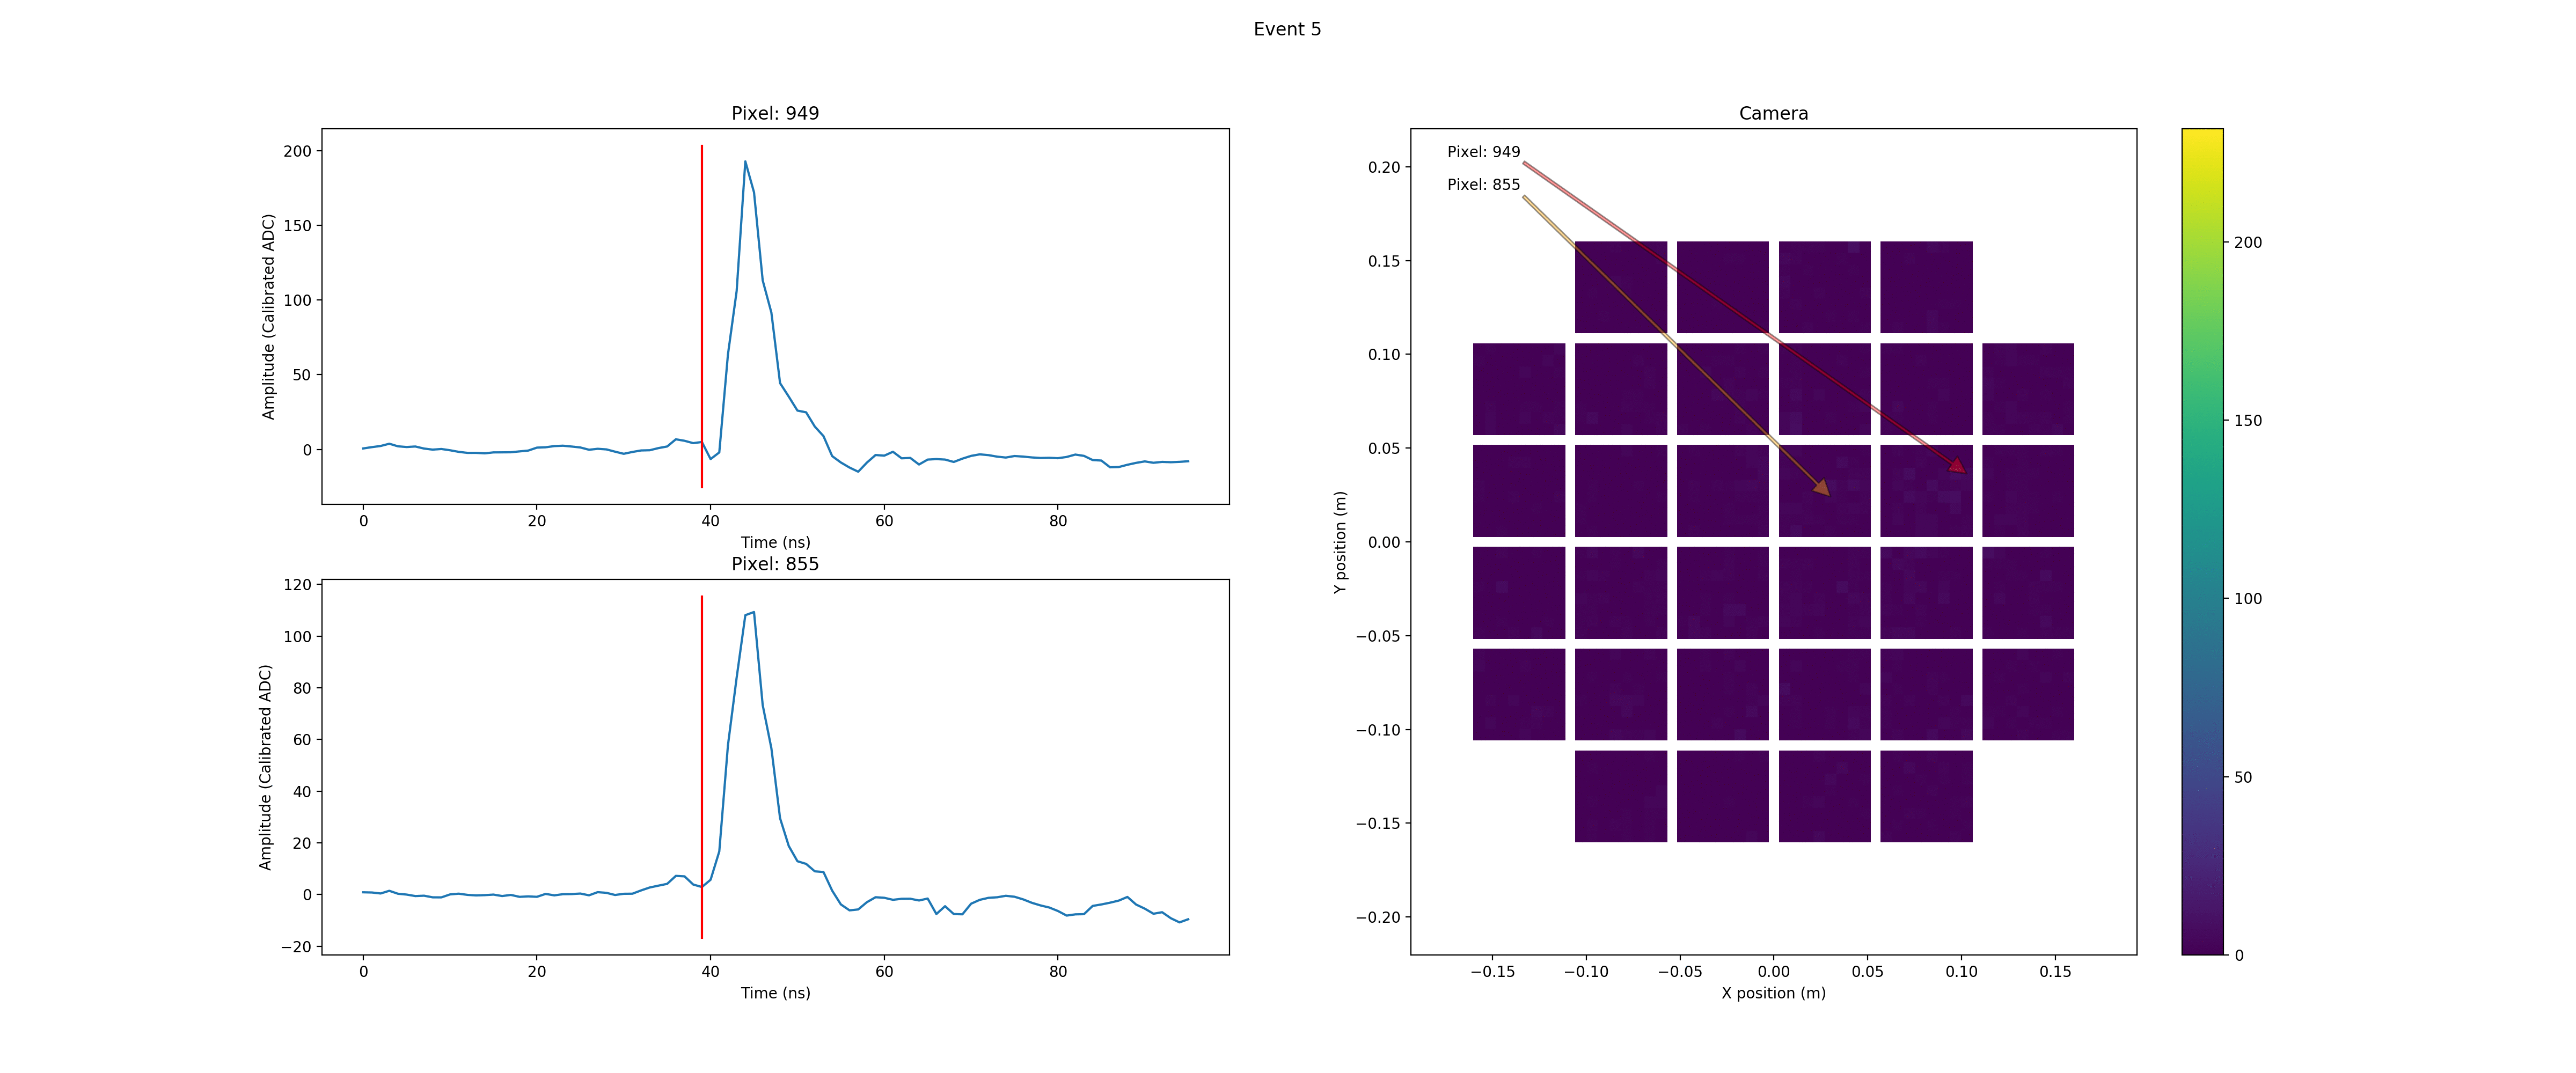 Event 5
Pixel: 949
Amplitude (Calibrated ADC)
200
150
100
50
0
0 20 40 60 80
Time (ns)
Pixel: 855
Amplitude (Calibrated ADC)
120
100
80
60
40
20
0
−20
0 20 40 60 80
Time (ns)
Camera
Pixel: 949
Pixel: 855
Y position (m)
0.20
0.15
0.10
0.05
0.00
−0.05
−0.10
−0.15
−0.20
−0.15 −0.10 −0.05 0.00 0.05 0.10 0.15
X position (m)
200
150
100
50
0